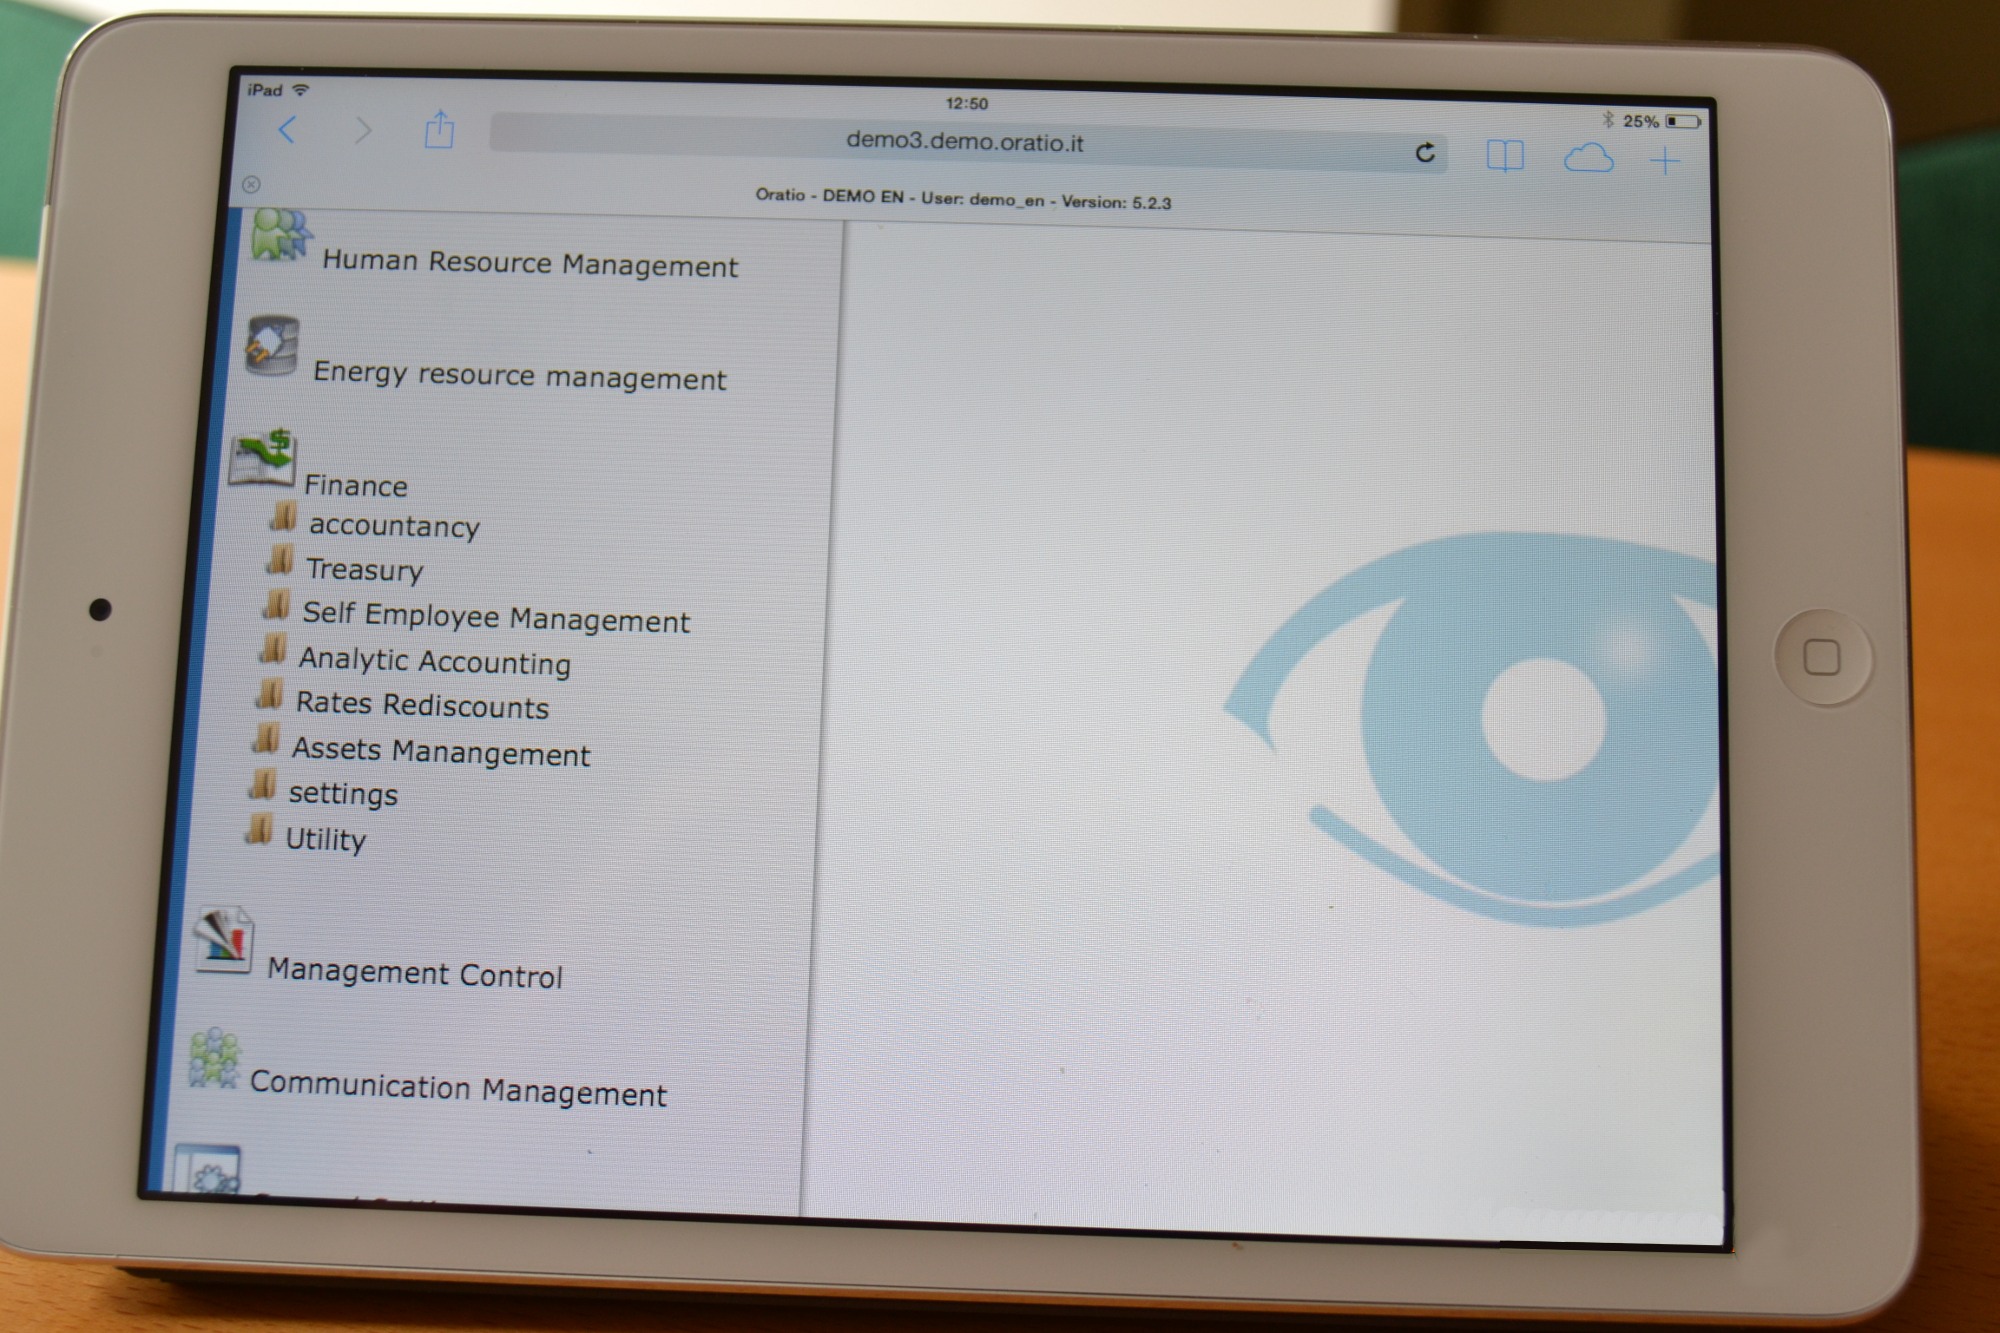 iPad
12:50
25%
demo3.demo.oratio.it
Oratio - DEMO EN - User: demo_en - Version: 5.2.3
Human Resource Management
Energy resource management
Finance
accountancy
Treasury
Self Employee Management
Analytic Accounting
Rates Rediscounts
Assets Manangement
settings
Utility
Management Control
Communication Management